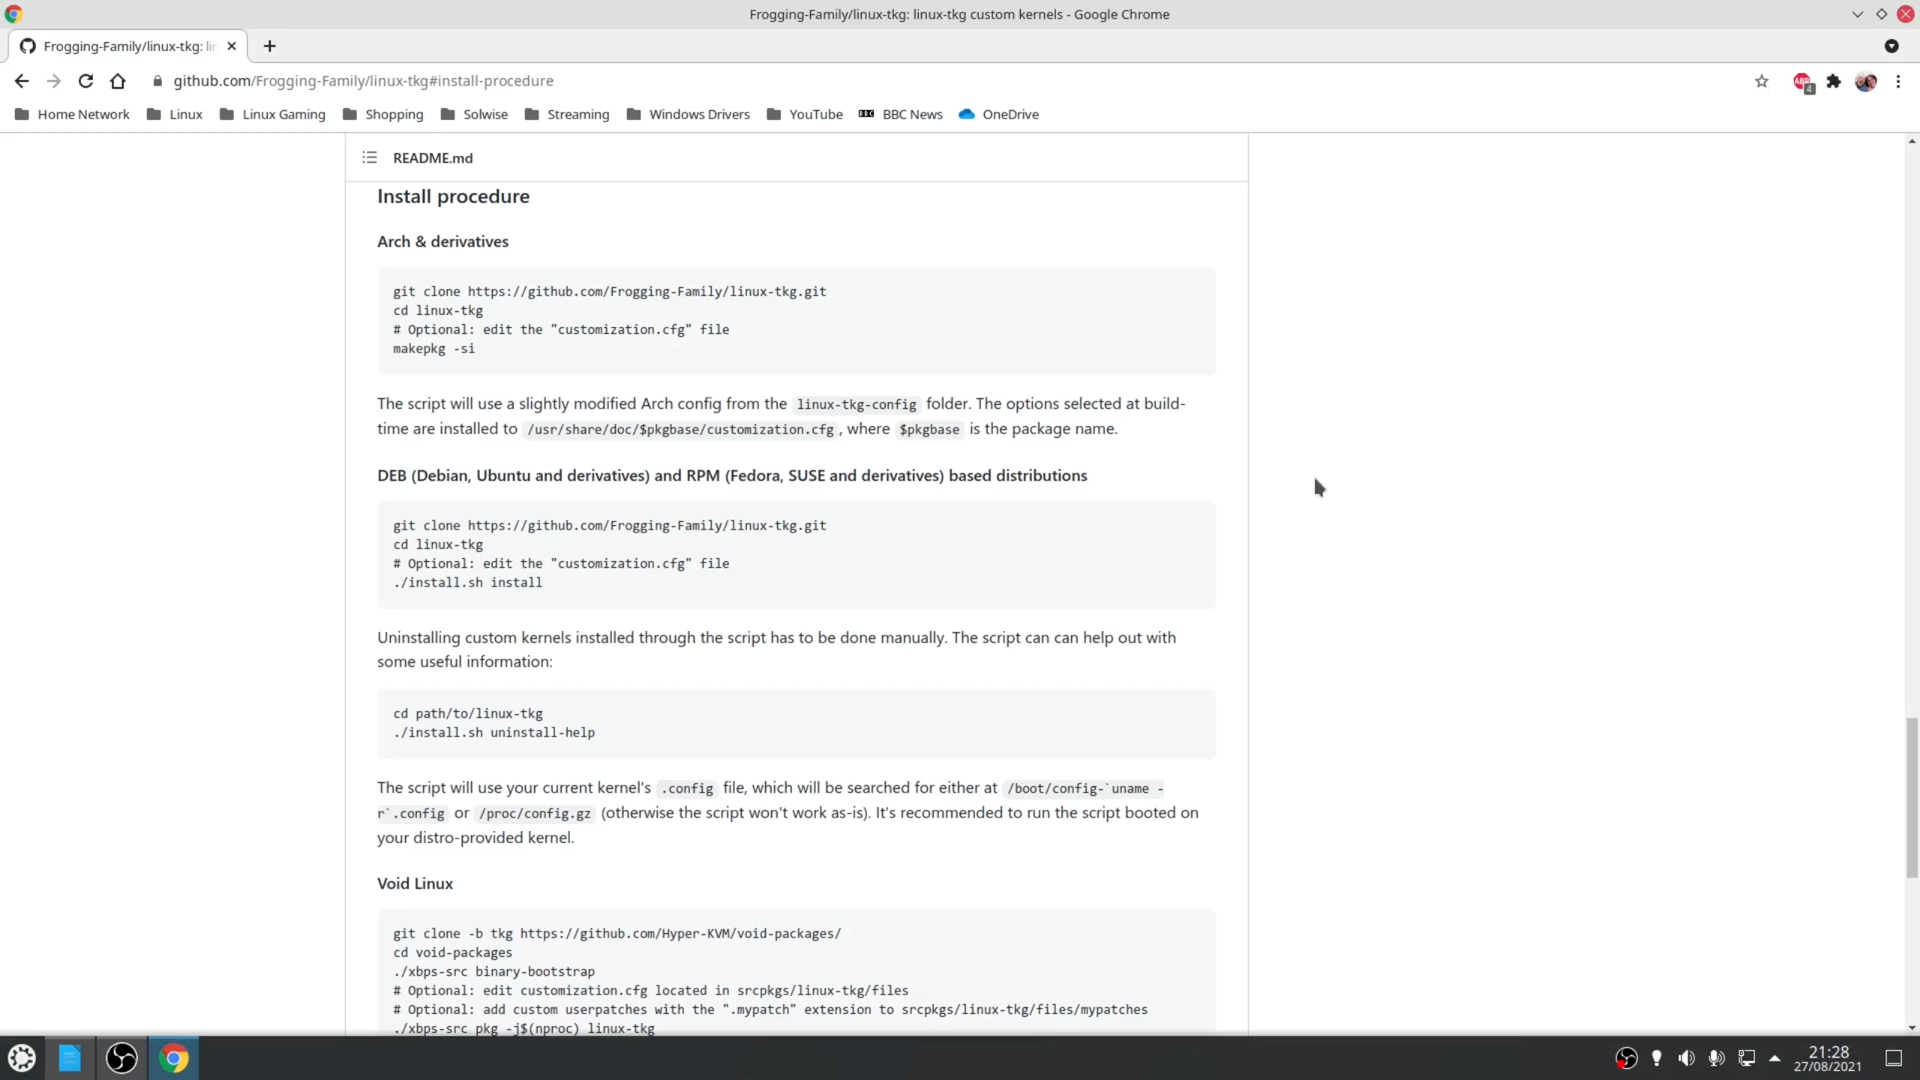 Frogging-Family/linux-tkg: linux-tkg custom kernels - Google Chrome
Frogging-Family/linux-tkg: lin
github.com/Frogging-Family/linux-tkg#install-procedure
ABP
4
Home Network Linux Linux Gaming Shopping Solwise Streaming Windows Drivers YouTube BBC BBC News OneDrive
README.md
Install procedure
Arch & derivatives
git clone https://github.com/Frogging-Family/linux-tkg.git
cd linux-tkg
# Optional: edit the "customization.cfg" file
makepkg -si
The script will use a slightly modified Arch config from the linux-tkg-config folder. The options selected at build-
time are installed to /usr/share/doc/$pkgbase/customization.cfg , where $pkgbase is the package name.
DEB (Debian, Ubuntu and derivatives) and RPM (Fedora, SUSE and derivatives) based distributions
git clone https://github.com/Frogging-Family/linux-tkg.git
cd linux-tkg
# Optional: edit the "customization.cfg" file
./install.sh install
Uninstalling custom kernels installed through the script has to be done manually. The script can can help out with
some useful information:
cd path/to/linux-tkg
./install.sh uninstall-help
The script will use your current kernel's .config file, which will be searched for either at /boot/config-`uname -
r`.config or /proc/config.gz (otherwise the script won't work as-is). It's recommended to run the script booted on
your distro-provided kernel.
Void Linux
git clone -b tkg https://github.com/Hyper-KVM/void-packages/
cd void-packages
./xbps-src binary-bootstrap
# Optional: edit customization.cfg located in srcpkgs/linux-tkg/files
# Optional: add custom userpatches with the ".mypatch" extension to srcpkgs/linux-tkg/files/mypatches
./xbps-src pkg -j$(nproc) linux-tkg
21:28
27/08/2021